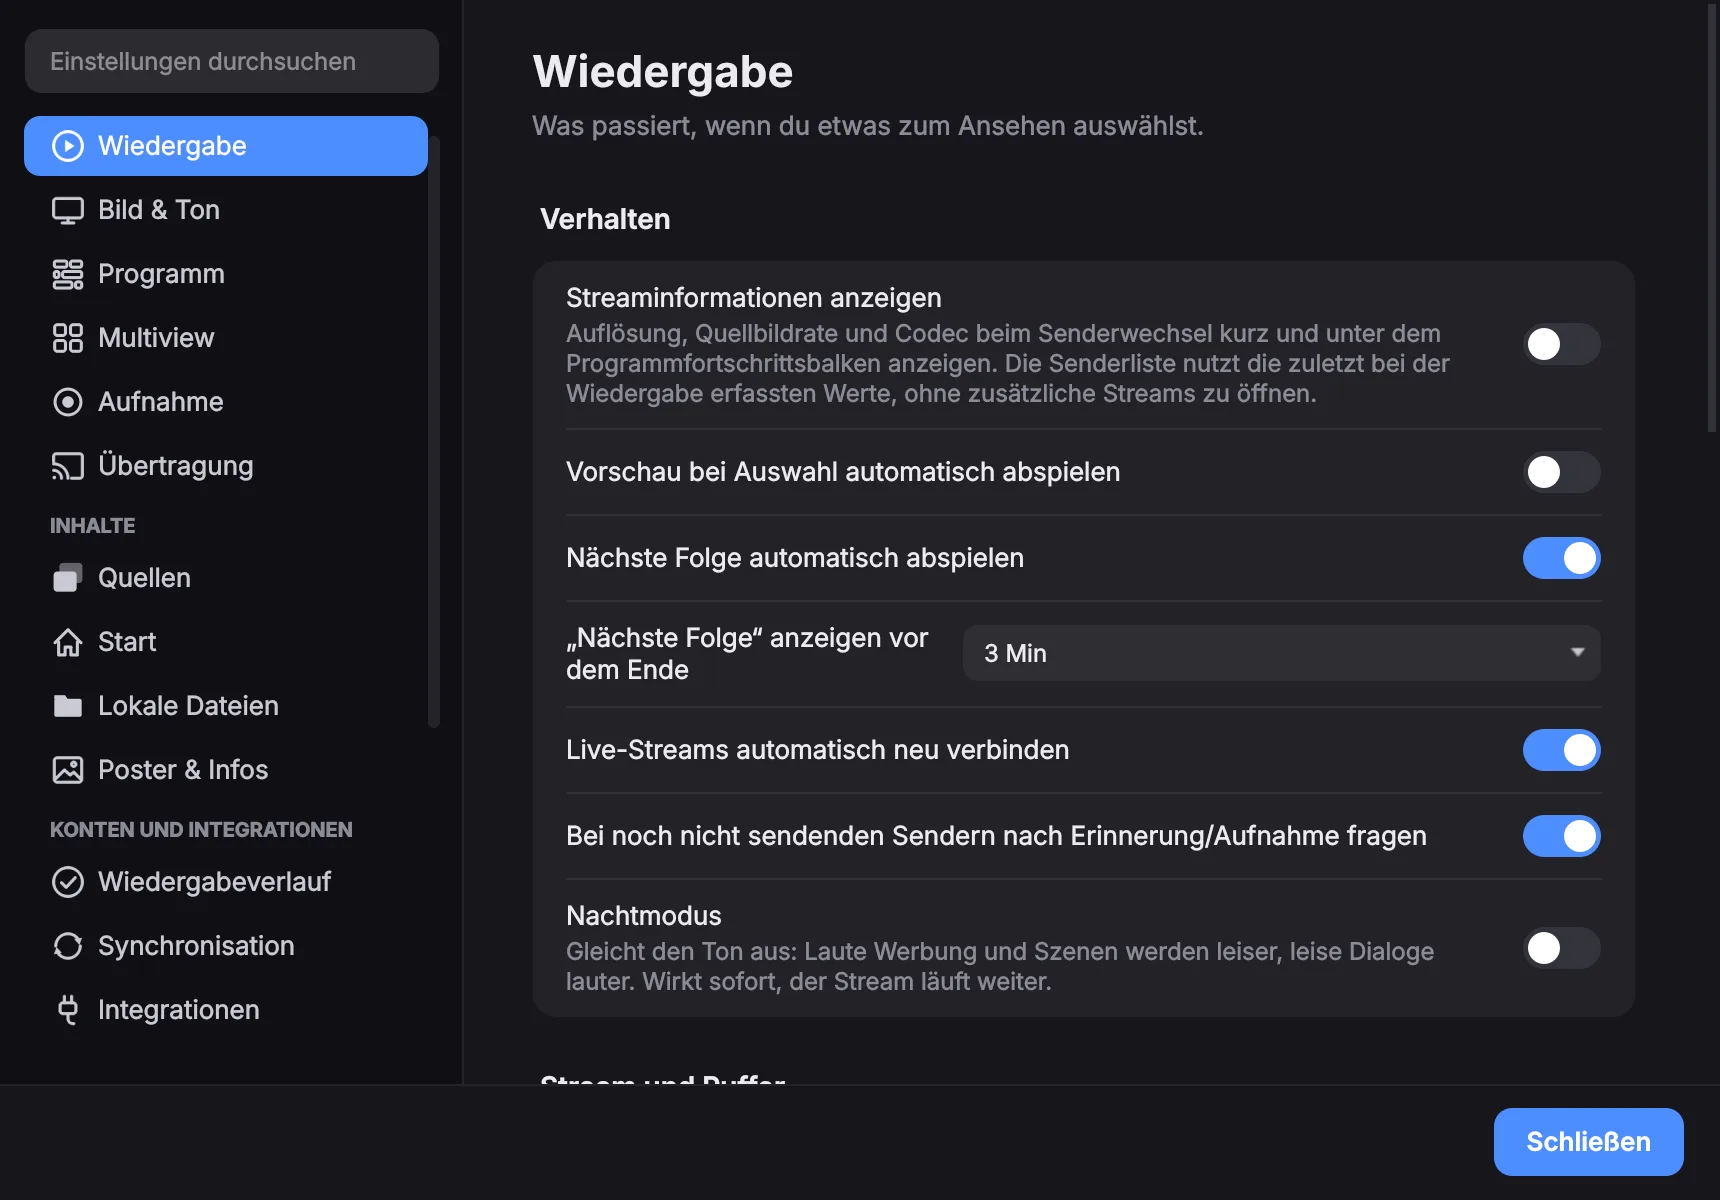 Einstellungen durchsuchen
Wiedergabe
Bild & Ton
Programm
Multiview
Aufnahme
Übertragung
INHALTE
Quellen
Start
Lokale Dateien
Poster & Infos
KONTEN UND INTEGRATIONEN
Wiedergabeverlauf
Synchronisation
Integrationen
Wiedergabe
Was passiert, wenn du etwas zum Ansehen auswählst.
Verhalten
Streaminformationen anzeigen
Auflösung, Quellbildrate und Codec beim Senderwechsel kurz und unter dem
Programmfortschrittsbalken anzeigen. Die Senderliste nutzt die zuletzt bei der
Wiedergabe erfassten Werte, ohne zusätzliche Streams zu öffnen.
Vorschau bei Auswahl automatisch abspielen
Nächste Folge automatisch abspielen
„Nächste Folge“ anzeigen vor
dem Ende
3 Min
Live-Streams automatisch neu verbinden
Bei noch nicht sendenden Sendern nach Erinnerung/Aufnahme fragen
Nachtmodus
Gleicht den Ton aus: Laute Werbung und Szenen werden leiser, leise Dialoge
lauter. Wirkt sofort, der Stream läuft weiter.
Stream und Puffer
Schließen